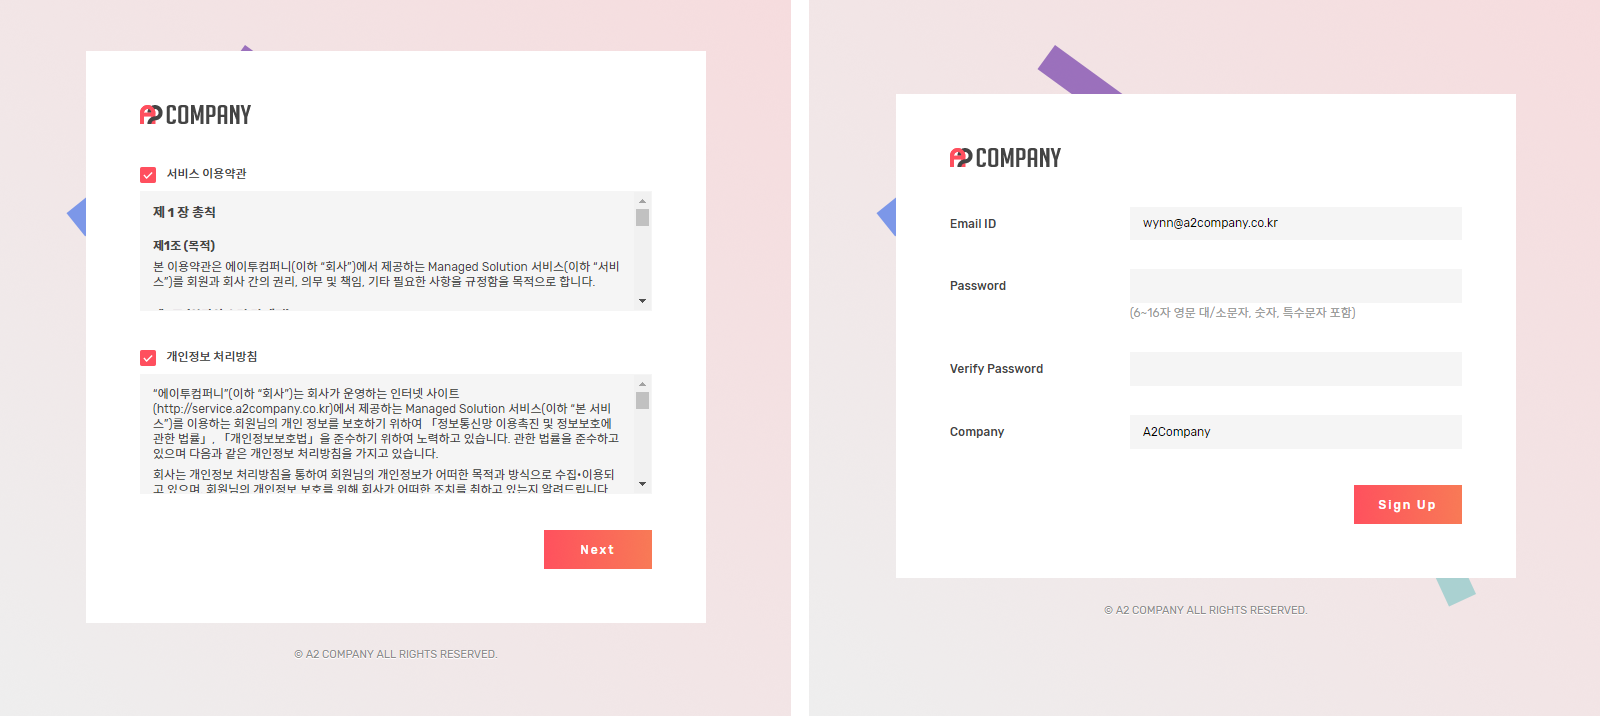 A2 COMPANY
서비스 이용약관
제 1 장 총칙
제1조 (목적)
본 이용약관은 에이투컴퍼니(이하 “회사”)에서 제공하는 Managed Solution 서비스(이하 “서비
스”)를 회원과 회사 간의 권리, 의무 및 책임, 기타 필요한 사항을 규정함을 목적으로 합니다.
개인정보 처리방침
“에이투컴퍼니”(이하 “회사”)는 회사가 운영하는 인터넷 사이트
(http://service.a2company.co.kr)에서 제공하는 Managed Solution 서비스(이하 “본 서비
스”)를 이용하는 회원님의 개인 정보를 보호하기 위하여 「정보통신망 이용촉진 및 정보보호에
관한 법률」, 「개인정보보호법」을 준수하기 위하여 노력하고 있습니다. 관한 법률을 준수하고
있으며 다음과 같은 개인정보 처리방침을 가지고 있습니다.
회사는 개인정보 처리방침을 통하여 회원님의 개인정보가 어떠한 목적과 방식으로 수집•이용되
고 있으며, 회원님의 개인정보 보호를 위해 회사가 어떠한 조치를 취하고 있는지 알려드립니다
Next
© A2 COMPANY ALL RIGHTS RESERVED.
A2 COMPANY
Email ID
wynn@a2company.co.kr
Password
(6~16자 영문 대/소문자, 숫자, 특수문자 포함)
Verify Password
Company
A2Company
Sign Up
© A2 COMPANY ALL RIGHTS RESERVED.